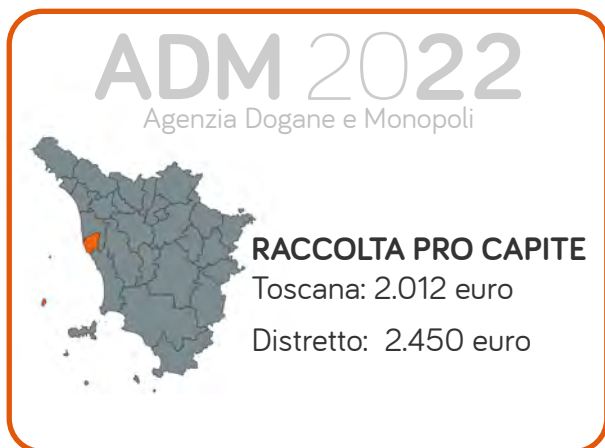 ADM 2022
Agenzia Dogane e Monopoli
RACCOLTA PRO CAPITE
Toscana: 2.012 euro
Distretto: 2.450 euro